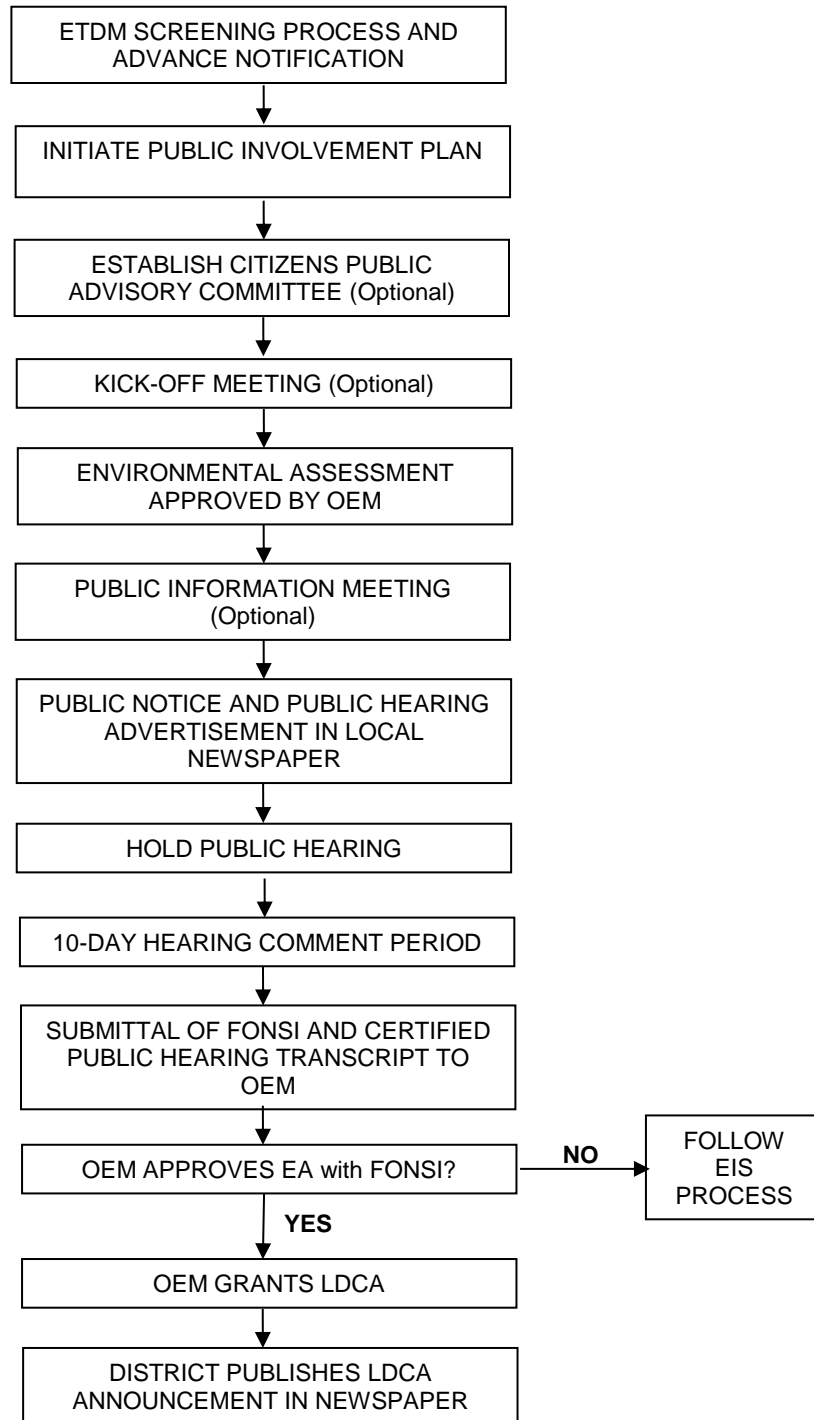 ETDM SCREENING PROCESS AND
ADVANCE NOTIFICATION
INITIATE PUBLIC INVOLVEMENT PLAN
ESTABLISH CITIZENS PUBLIC
ADVISORY COMMITTEE (Optional)
KICK-OFF MEETING (Optional)
ENVIRONMENTAL ASSESSMENT
APPROVED BY OEM
PUBLIC INFORMATION MEETING
(Optional)
PUBLIC NOTICE AND PUBLIC HEARING
ADVERTISEMENT IN LOCAL
NEWSPAPER
HOLD PUBLIC HEARING
10-DAY HEARING COMMENT PERIOD
SUBMITTAL OF FONSI AND CERTIFIED
PUBLIC HEARING TRANSCRIPT TO
OEM
OEM APPROVES EA with FONSI?
NO
FOLLOW
EIS
PROCESS
YES
OEM GRANTS LDCA
DISTRICT PUBLISHES LDCA
ANNOUNCEMENT IN NEWSPAPER